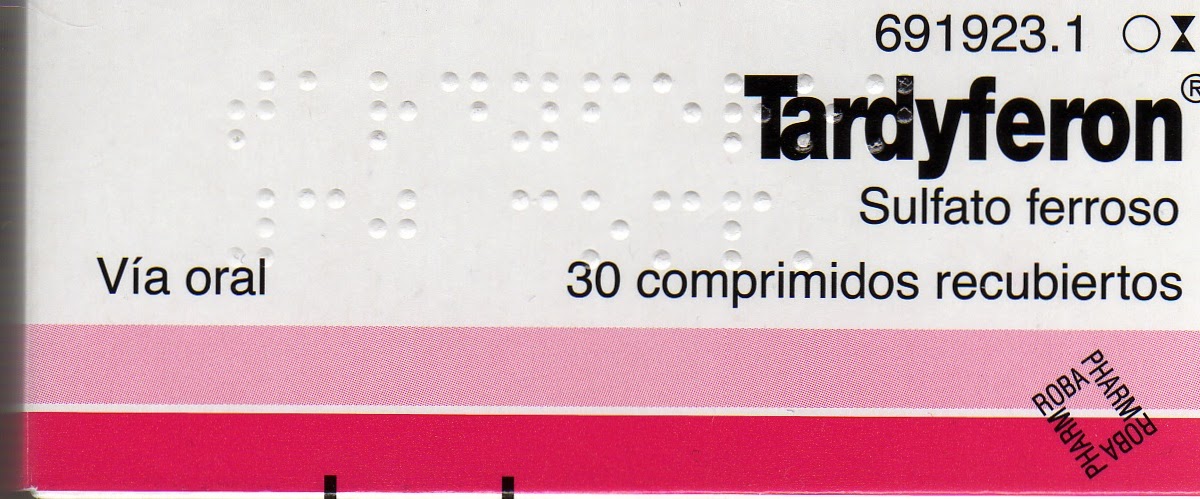 691923.1
Tardyferon®
Sulfato ferroso
Vía oral
30 comprimidos recubiertos
ROBA PHARM
ROBA PHARM